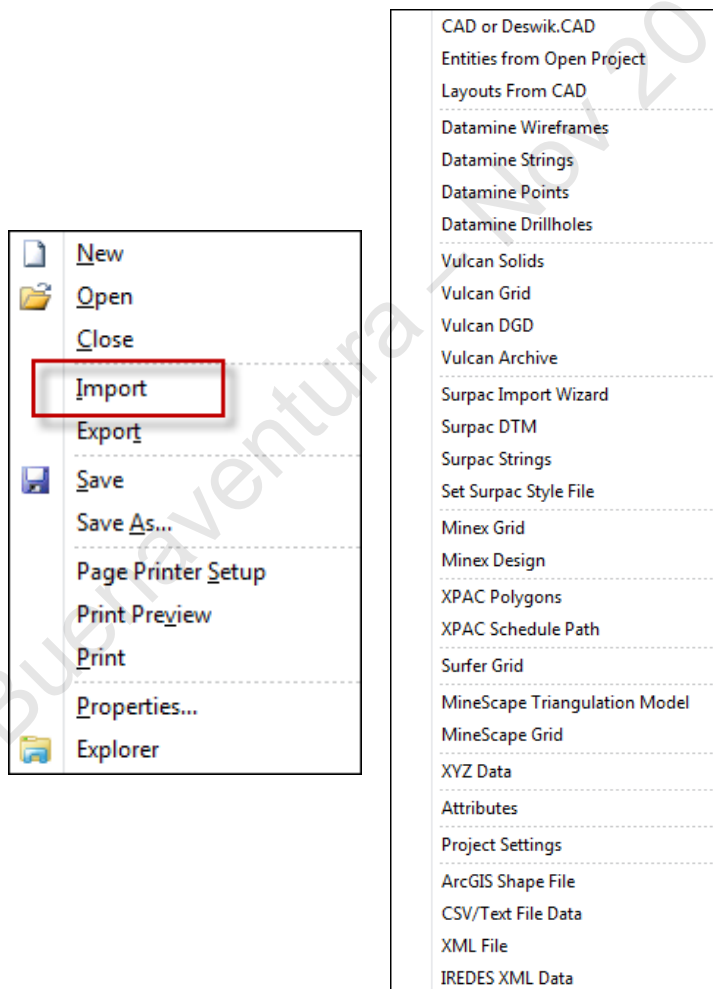 New
Open
Close
Import
Export
Save
Save As...
Page Printer Setup
Print Preview
Print
Properties...
Explorer
CAD or Deswik.CAD
Entities from Open Project
Layouts From CAD
Datamine Wireframes
Datamine Strings
Datamine Points
Datamine Drillholes
Vulcan Solids
Vulcan Grid
Vulcan DGD
Vulcan Archive
Surpac Import Wizard
Surpac DTM
Surpac Strings
Set Surpac Style File
Minex Grid
Minex Design
XPAC Polygons
XPAC Schedule Path
Surfer Grid
MineScape Triangulation Model
MineScape Grid
XYZ Data
Attributes
Project Settings
ArcGIS Shape File
CSV/Text File Data
XML File
IREDES XML Data
Buenaventura – Nov 20